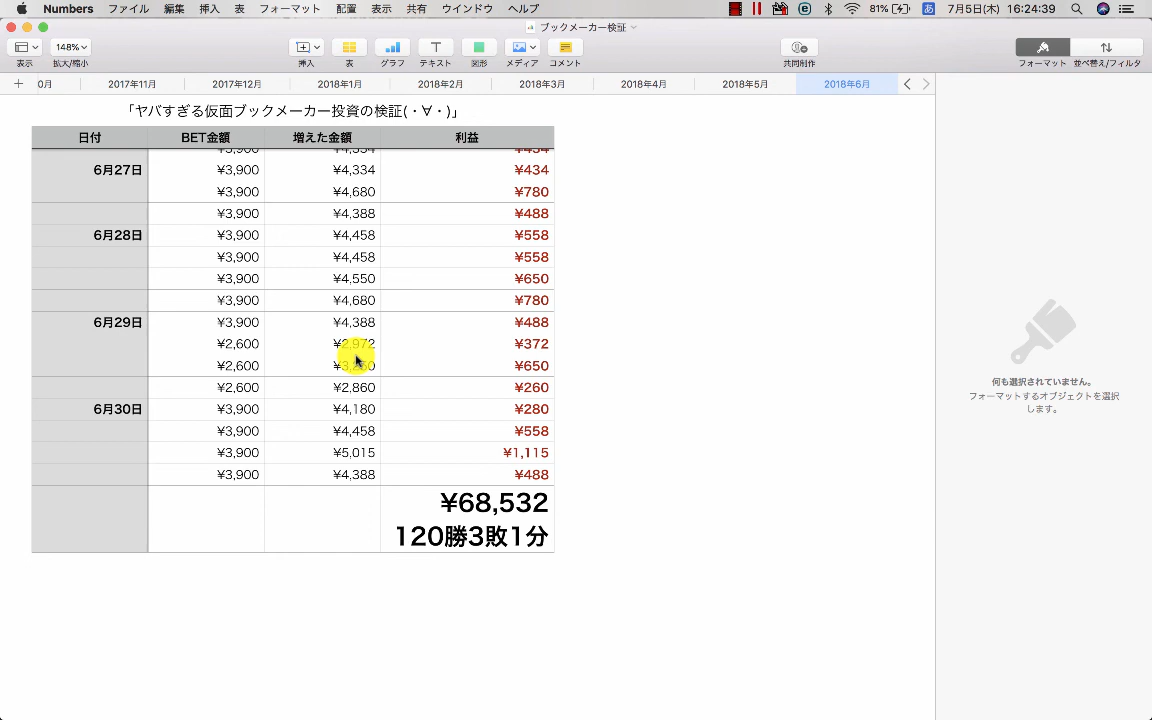 Numbers ファイル 編集 挿入 表 フォーマット 配置 表示 共有 ウインドウ ヘルプ 81% あ 7月5日(木) 16:24:39
ブックメーカー検証
148%
表示 拡大/縮小 挿入 表 グラフ テキスト 図形 メディア コメント 共同制作 フォーマット 並べ替え/フィルタ
0月 2017年11月 2017年12月 2018年1月 2018年2月 2018年3月 2018年4月 2018年5月 2018年6月
「ヤバすぎる仮面ブックメーカー投資の検証(・∀・)」
日付 BET金額 増えた金額 利益
¥3,900 ¥4,334 ¥434
6月27日 ¥3,900 ¥4,334 ¥434
¥3,900 ¥4,680 ¥780
¥3,900 ¥4,388 ¥488
6月28日 ¥3,900 ¥4,458 ¥558
¥3,900 ¥4,458 ¥558
¥3,900 ¥4,550 ¥650
¥3,900 ¥4,680 ¥780
6月29日 ¥3,900 ¥4,388 ¥488
¥2,600 ¥2,972 ¥372
¥2,600 ¥3,250 ¥650
¥2,600 ¥2,860 ¥260
6月30日 ¥3,900 ¥4,180 ¥280
¥3,900 ¥4,458 ¥558
¥3,900 ¥5,015 ¥1,115
¥3,900 ¥4,388 ¥488
¥68,532
120勝3敗1分
何も選択されていません。
フォーマットするオブジェクトを選択
します。